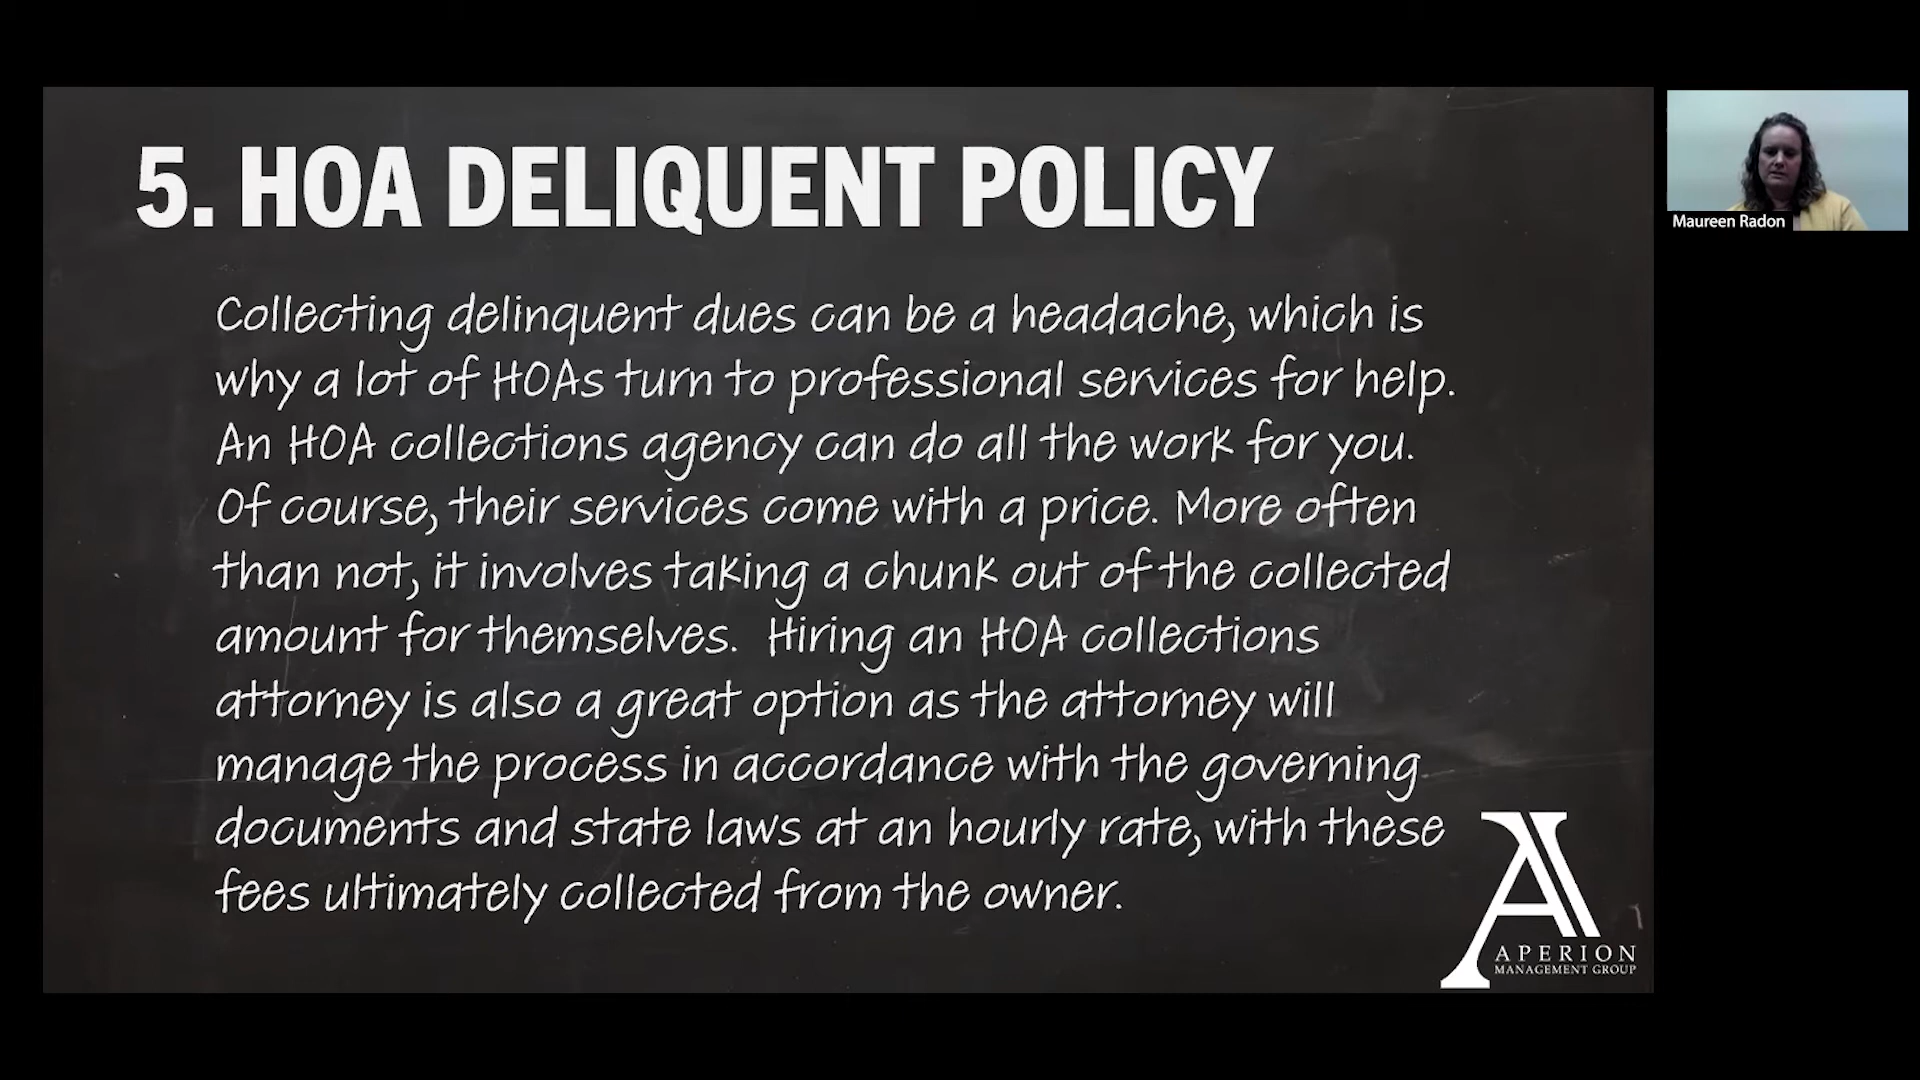 5. HOA DELIQUENT POLICY
Collecting delinquent dues can be a headache, which is
why a lot of HOAs turn to professional services for help.
An HOA collections agency can do all the work for you.
Of course, their services come with a price. More often
than not, it involves taking a chunk out of the collected
amount for themselves.  Hiring an HOA collections
attorney is also a great option as the attorney will
manage the process in accordance with the governing
documents and state laws at an hourly rate, with these
fees ultimately collected from the owner.
A
APERION
MANAGEMENT GROUP
Maureen Radon